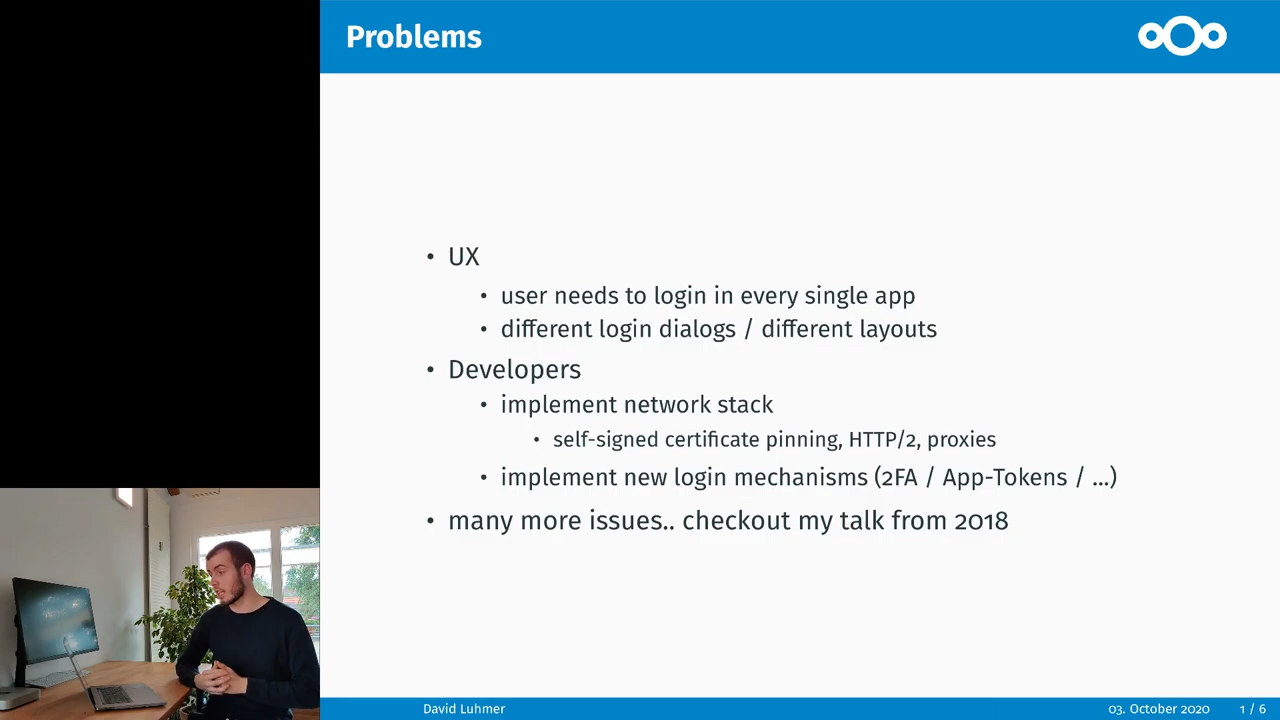 Problems
• UX
• user needs to login in every single app
• different login dialogs / different layouts
• Developers
• implement network stack
• self-signed certificate pinning, HTTP/2, proxies
• implement new login mechanisms (2FA / App-Tokens / ...)
• many more issues.. checkout my talk from 2018
David Luhmer
03. October 2020
1 / 6